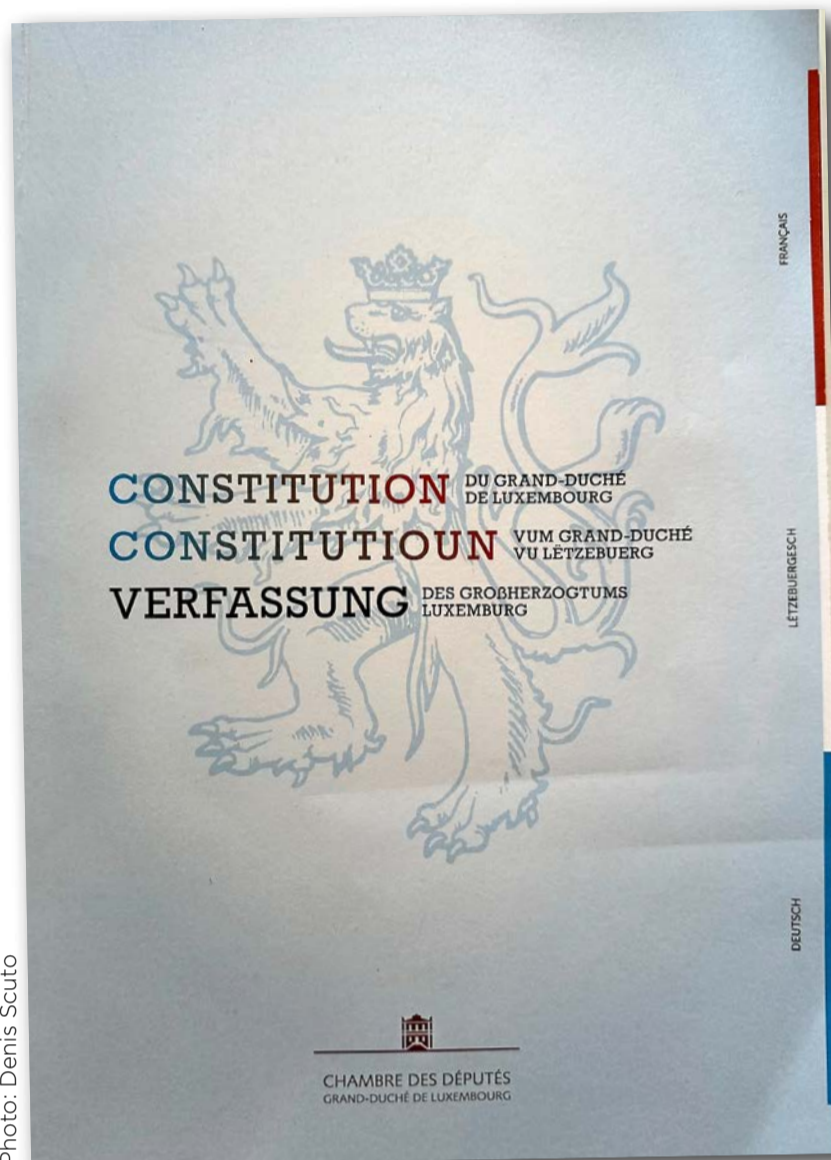 FRANÇAIS
CONSTITUTION DU GRAND-DUCHÉ
DE LUXEMBOURG
CONSTITUTIOUN VUM GRAND-DUCHÉ
VU LËTZEBUERG
VERFASSUNG DES GROẞHERZOGTUMS
LUXEMBURG
LËTZEBUERGESCH
DEUTSCH
CHAMBRE DES DÉPUTÉS
GRAND-DUCHÉ DE LUXEMBOURG
Photo: Denis Scuto